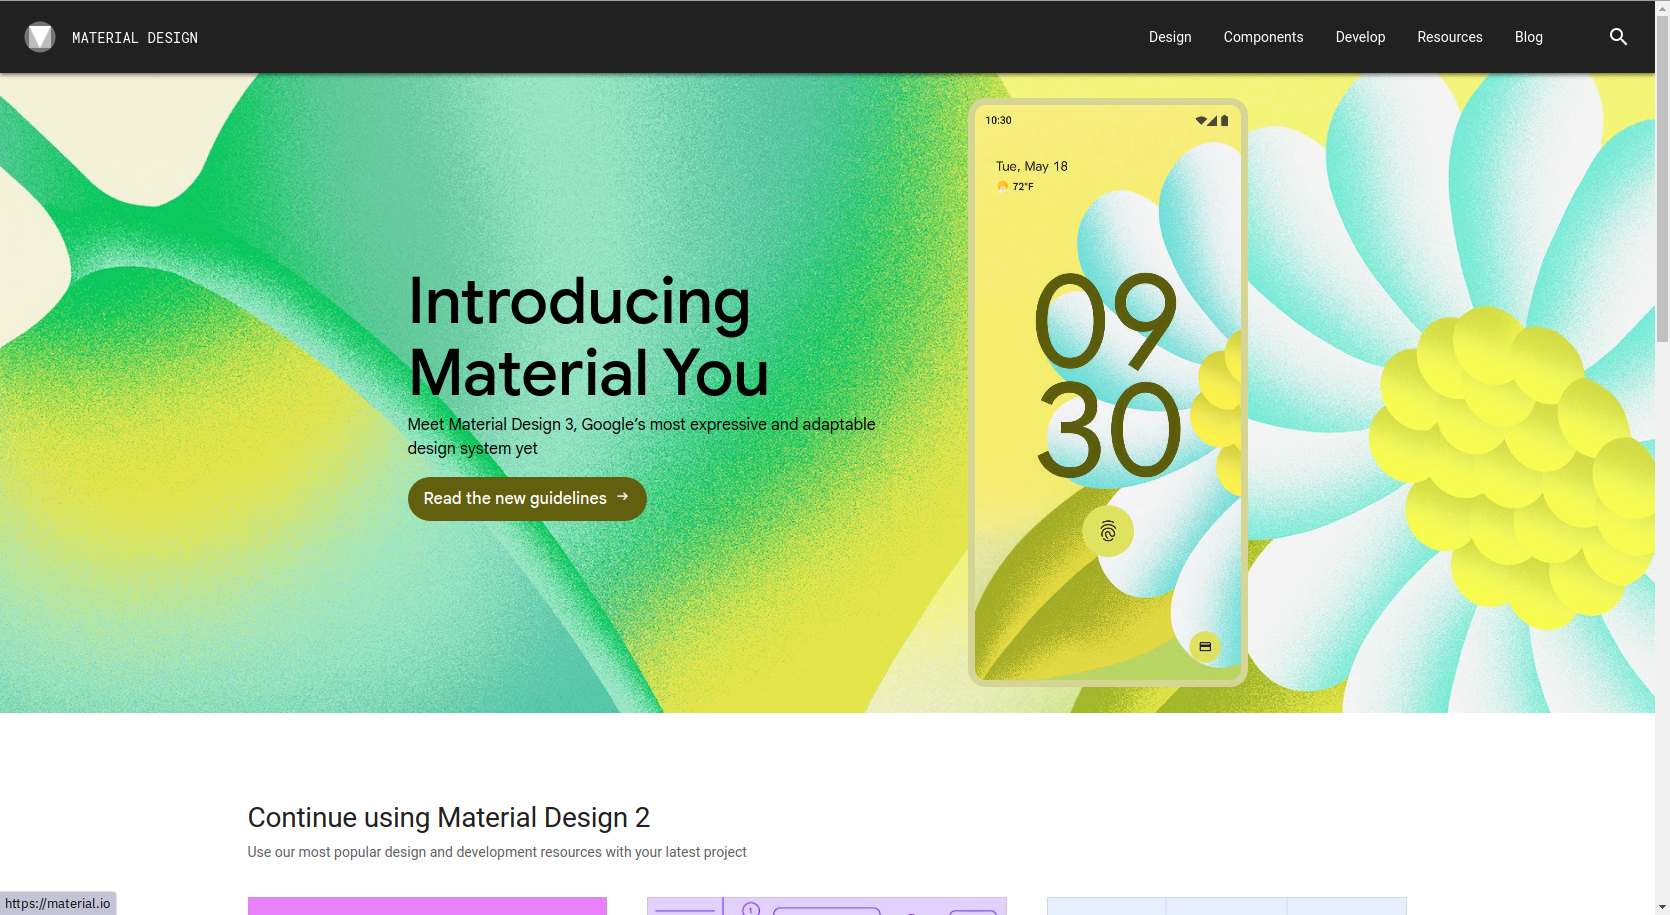 MATERIAL DESIGN
Design
Components
Develop
Resources
Blog
10:30
Tue, May 18
72°F
09
30
Introducing
Material You
Meet Material Design 3, Google’s most expressive and adaptable
design system yet
Read the new guidelines →
Continue using Material Design 2
Use our most popular design and development resources with your latest project
1
https://material.io